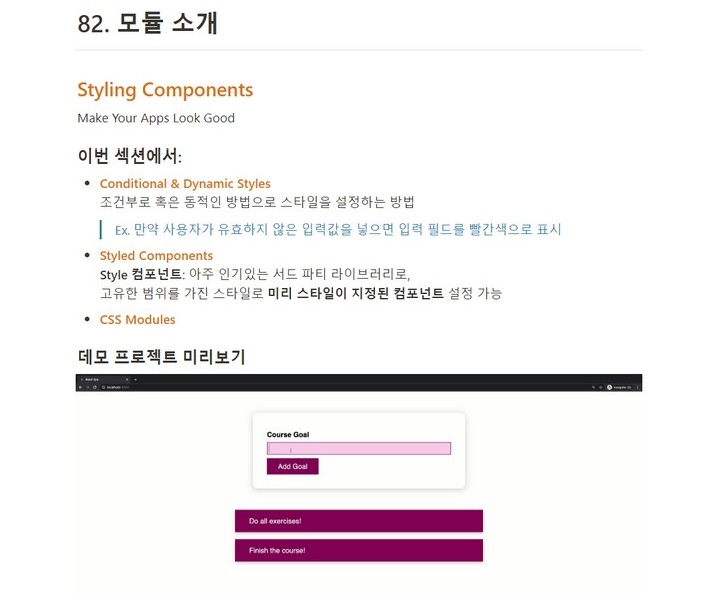 82. 모듈 소개
Styling Components
Make Your Apps Look Good
이번 섹션에서:
Conditional & Dynamic Styles
조건부로 혹은 동적인 방법으로 스타일을 설정하는 방법
Ex. 만약 사용자가 유효하지 않은 입력값을 넣으면 입력 필드를 빨간색으로 표시
Styled Components
Style 컴포넌트: 아주 인기있는 서드 파티 라이브러리로,
고유한 범위를 가진 스타일로 미리 스타일이 지정된 컴포넌트 설정 가능
CSS Modules
데모 프로젝트 미리보기
Course Goal
Add Goal
Do all exercises!
Finish the course!